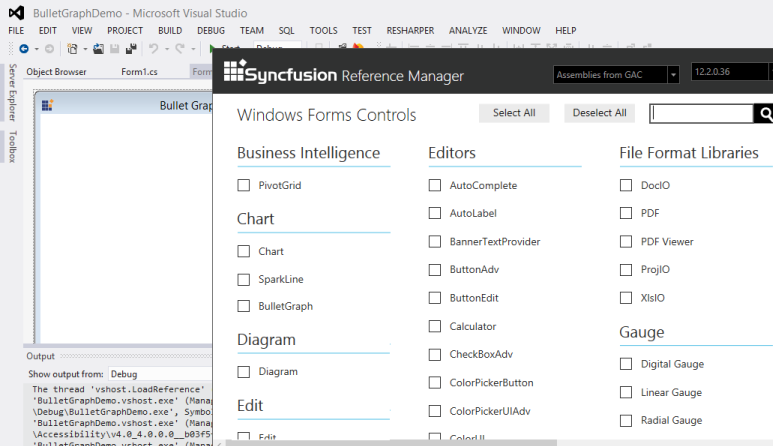 BulletGraphDemo - Microsoft Visual Studio
FILE EDIT VIEW PROJECT BUILD DEBUG TEAM SQL TOOLS TEST RESHARPER ANALYZE WINDOW HELP
Start Debug
Server Explorer
Toolbox
Object Browser Form1.cs Form
Bullet Grap
Syncfusion Reference Manager
Assemblies from GAC
12.2.0.36
Windows Forms Controls
Select All
Deselect All
Business Intelligence
PivotGrid
Chart
Chart
SparkLine
BulletGraph
Diagram
Diagram
Edit
Edit
Editors
AutoComplete
AutoLabel
BannerTextProvider
ButtonAdv
ButtonEdit
Calculator
CheckBoxAdv
ColorPickerButton
ColorPickerUIAdv
ColorUI
File Format Libraries
DocIO
PDF
PDF Viewer
ProjIO
XlsIO
Gauge
Digital Gauge
Linear Gauge
Radial Gauge
Output
Show output from: Debug
The thread 'vshost.LoadReference'
'BulletGraphDemo.vshost.exe' (Manag
\Debug\BulletGraphDemo.exe', Symbol
'BulletGraphDemo.vshost.exe' (Manag
\Accessibility\v4.0_4.0.0.0__b03f5
'BulletGraphDemo.vshost.exe' (Manag